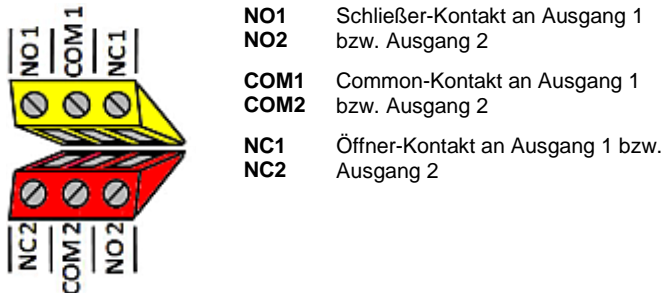 NO1 COM1 NC1
NC2 COM2 NO2
NO1 Schließer-Kontakt an Ausgang 1
NO2 bzw. Ausgang 2
COM1 Common-Kontakt an Ausgang 1
COM2 bzw. Ausgang 2
NC1 Öffner-Kontakt an Ausgang 1 bzw.
NC2 Ausgang 2